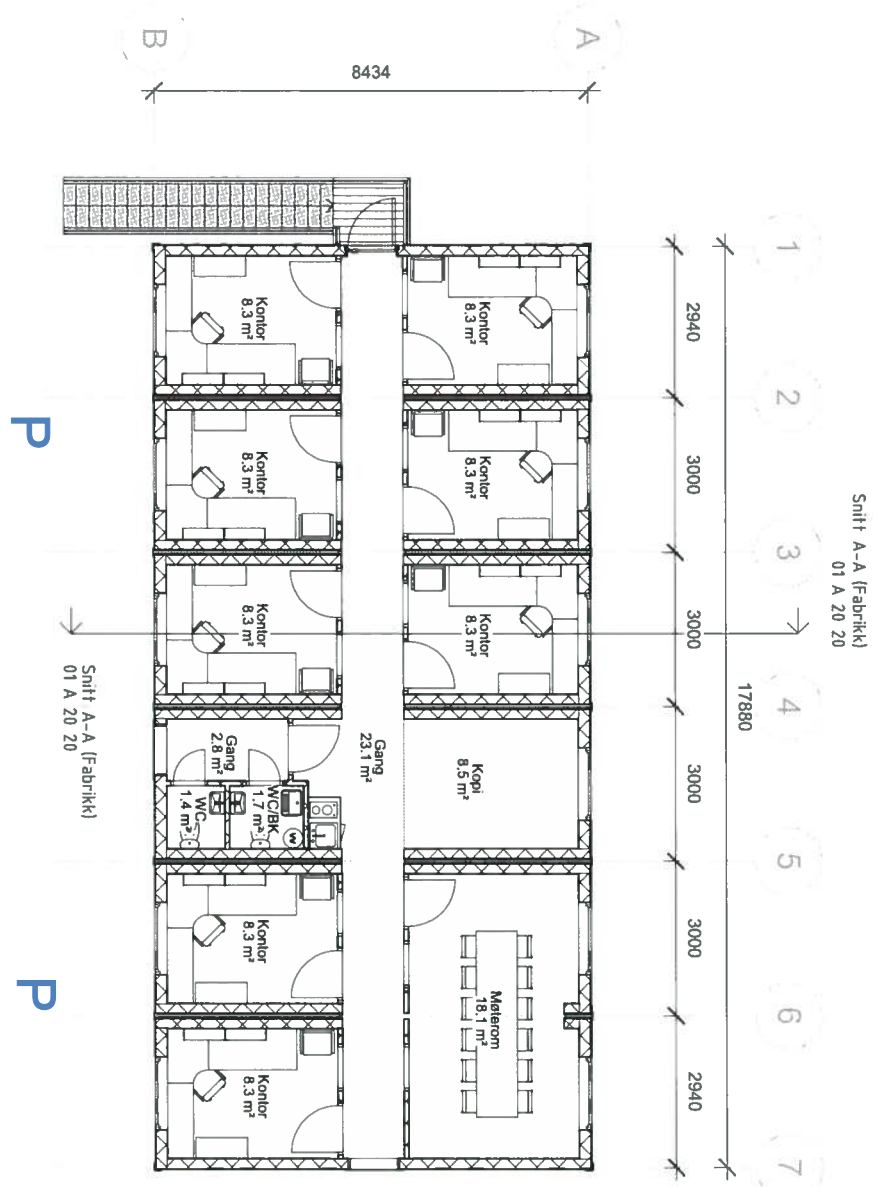 B
A
8434
1
2
3
4
5
6
7
2940
3000
3000
3000
3000
2940
17880
Snitt A-A (Fabrikk)
01 A 20 20
Snitt A-A (Fabrikk)
01 A 20 20
P
P
Kontor
8.3 m²
Kontor
8.3 m²
Kontor
8.3 m²
Kontor
8.3 m²
Kontor
8.3 m²
Kontor
8.3 m²
Gang
2.8 m²
Gang
23.1 m²
Kopi
8.5 m²
WC
1.4 m²
WC/BK
1.7 m²
W
Kontor
8.3 m²
Møterom
18.1 m²
Kontor
8.3 m²